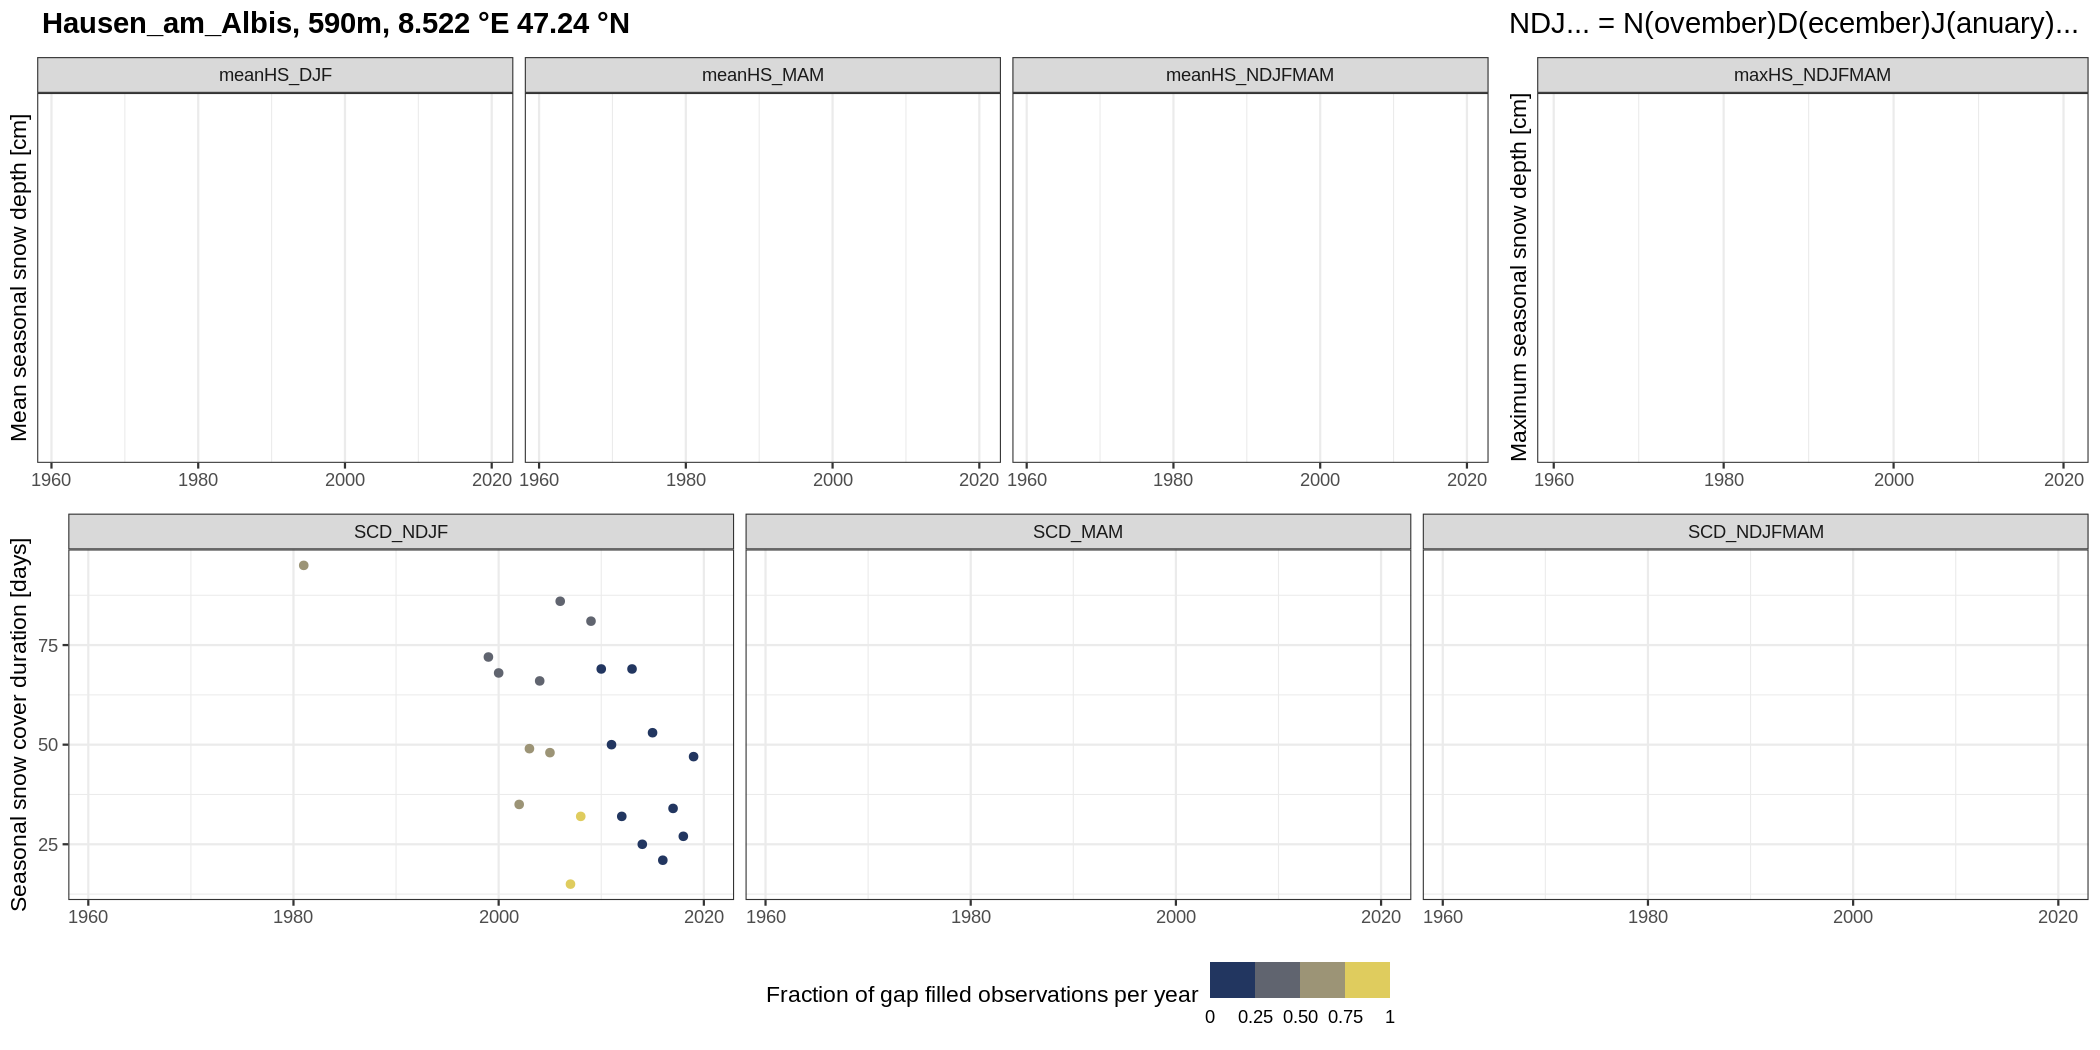 Hausen_am_Albis, 590m, 8.522 °E 47.24 °N
NDJ... = N(ovember)D(ecember)J(anuary)...
meanHS_DJF
meanHS_MAM
meanHS_NDJFMAM
maxHS_NDJFMAM
Mean seasonal snow depth [cm]
Maximum seasonal snow depth [cm]
1960 1980 2000 2020
1960 1980 2000 2020
1960 1980 2000 2020
1960 1980 2000 2020
SCD_NDJF
SCD_MAM
SCD_NDJFMAM
Seasonal snow cover duration [days]
75
50
25
1960 1980 2000 2020
1960 1980 2000 2020
1960 1980 2000 2020
Fraction of gap filled observations per year
0 0.25 0.50 0.75 1